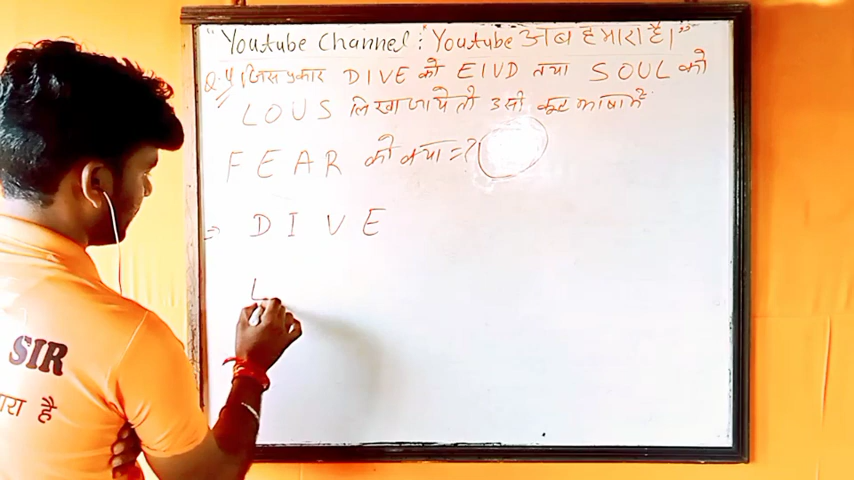 "Youtube Channel: "Youtube अब हमारा है।"
Q.4 जिस प्रकार DIVE को EIVD तथा SOUL को
LOUS लिखा जाये तो उसी कूट भाषा में
FEAR को क्या = ?
⇒ DIVE
SIR
रा है